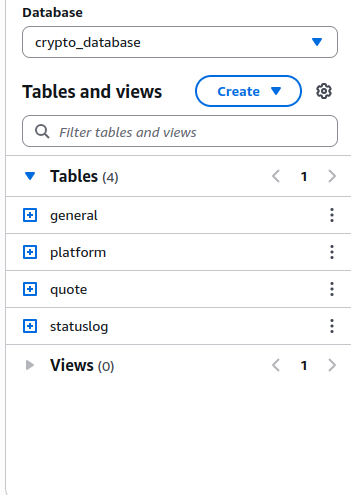 Database
crypto_database
Tables and views
Create
Filter tables and views
Tables (4)
1
general
platform
quote
statuslog
Views (0)
1